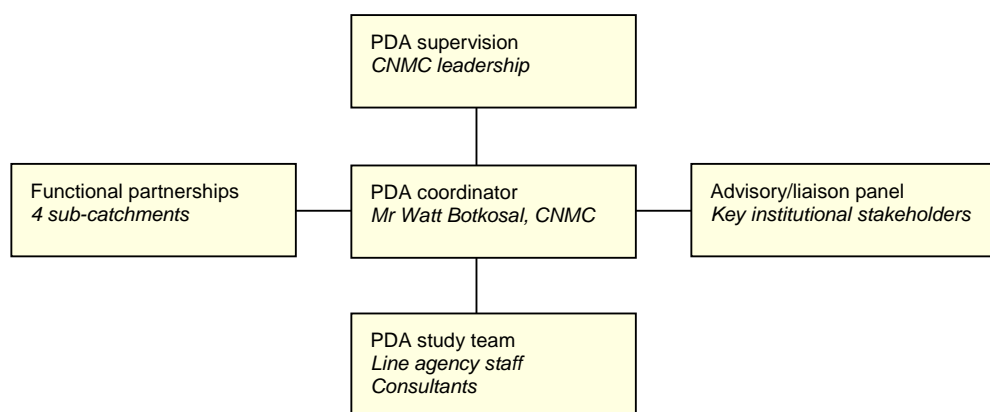 PDA supervision
CNMC leadership
Functional partnerships
4 sub-catchments
PDA coordinator
Mr Watt Botkosal, CNMC
Advisory/liaison panel
Key institutional stakeholders
PDA study team
Line agency staff
Consultants